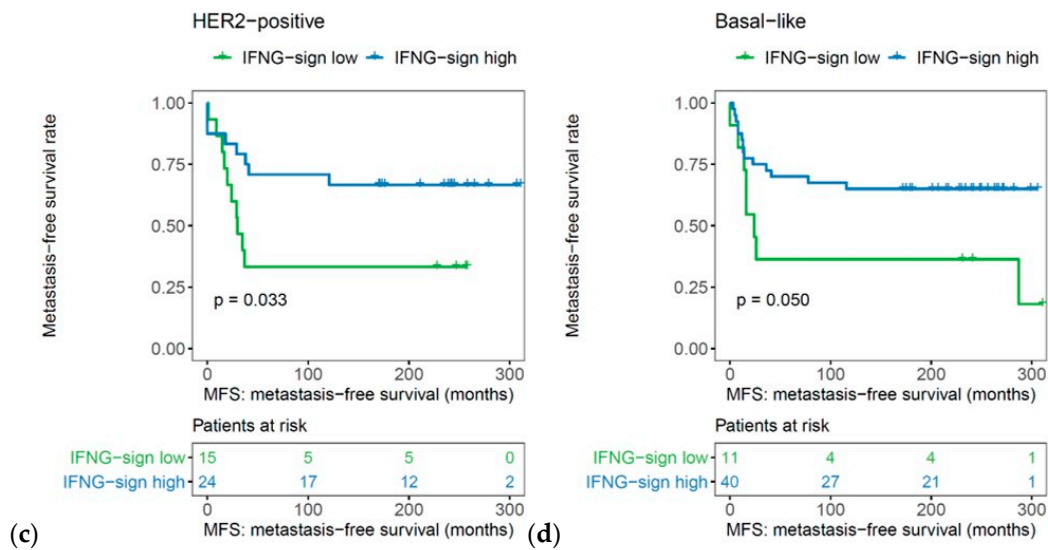 HER2−positive
IFNG−sign low IFNG−sign high
Metastasis−free survival rate
1.00
0.75
0.50
0.25
0.00
p = 0.033
0 100 200 300
MFS: metastasis−free survival (months)
Patients at risk
IFNG−sign low 15 5 5 0
IFNG−sign high 24 17 12 2
0 100 200 300
MFS: metastasis−free survival (months)
(c)
Basal−like
IFNG−sign low IFNG−sign high
Metastasis−free survival rate
1.00
0.75
0.50
0.25
0.00
p = 0.050
0 100 200 300
MFS: metastasis−free survival (months)
Patients at risk
IFNG−sign low 11 4 4 1
IFNG−sign high 40 27 21 1
0 100 200 300
MFS: metastasis−free survival (months)
(d)